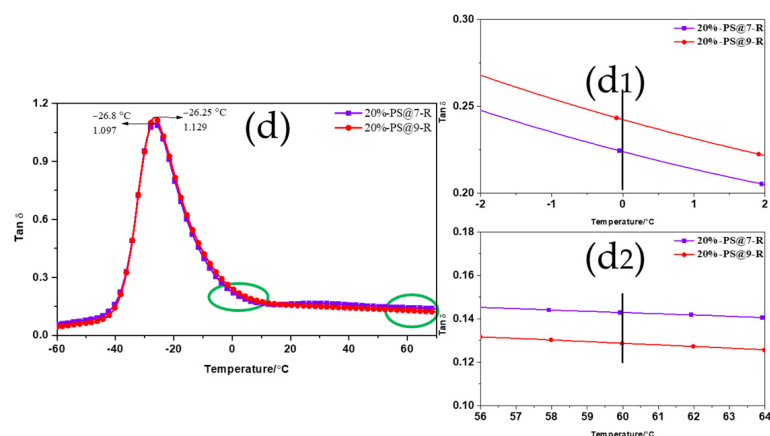 (d)
−26.8 °C
1.097
−26.25 °C
1.129
20%-PS@7-R
20%-PS@9-R
Tan δ
1.2
0.9
0.6
0.3
0.0
-60 -40 -20 0 20 40 60
Temperature/°C
(d1)
20%-PS@7-R
20%-PS@9-R
Tan δ
0.30
0.25
0.20
-2 -1 0 1 2
Temperature/°C
(d2)
20%-PS@7-R
20%-PS@9-R
Tan δ
0.18
0.16
0.14
0.12
0.10
56 57 58 59 60 61 62 63 64
Temperature/°C